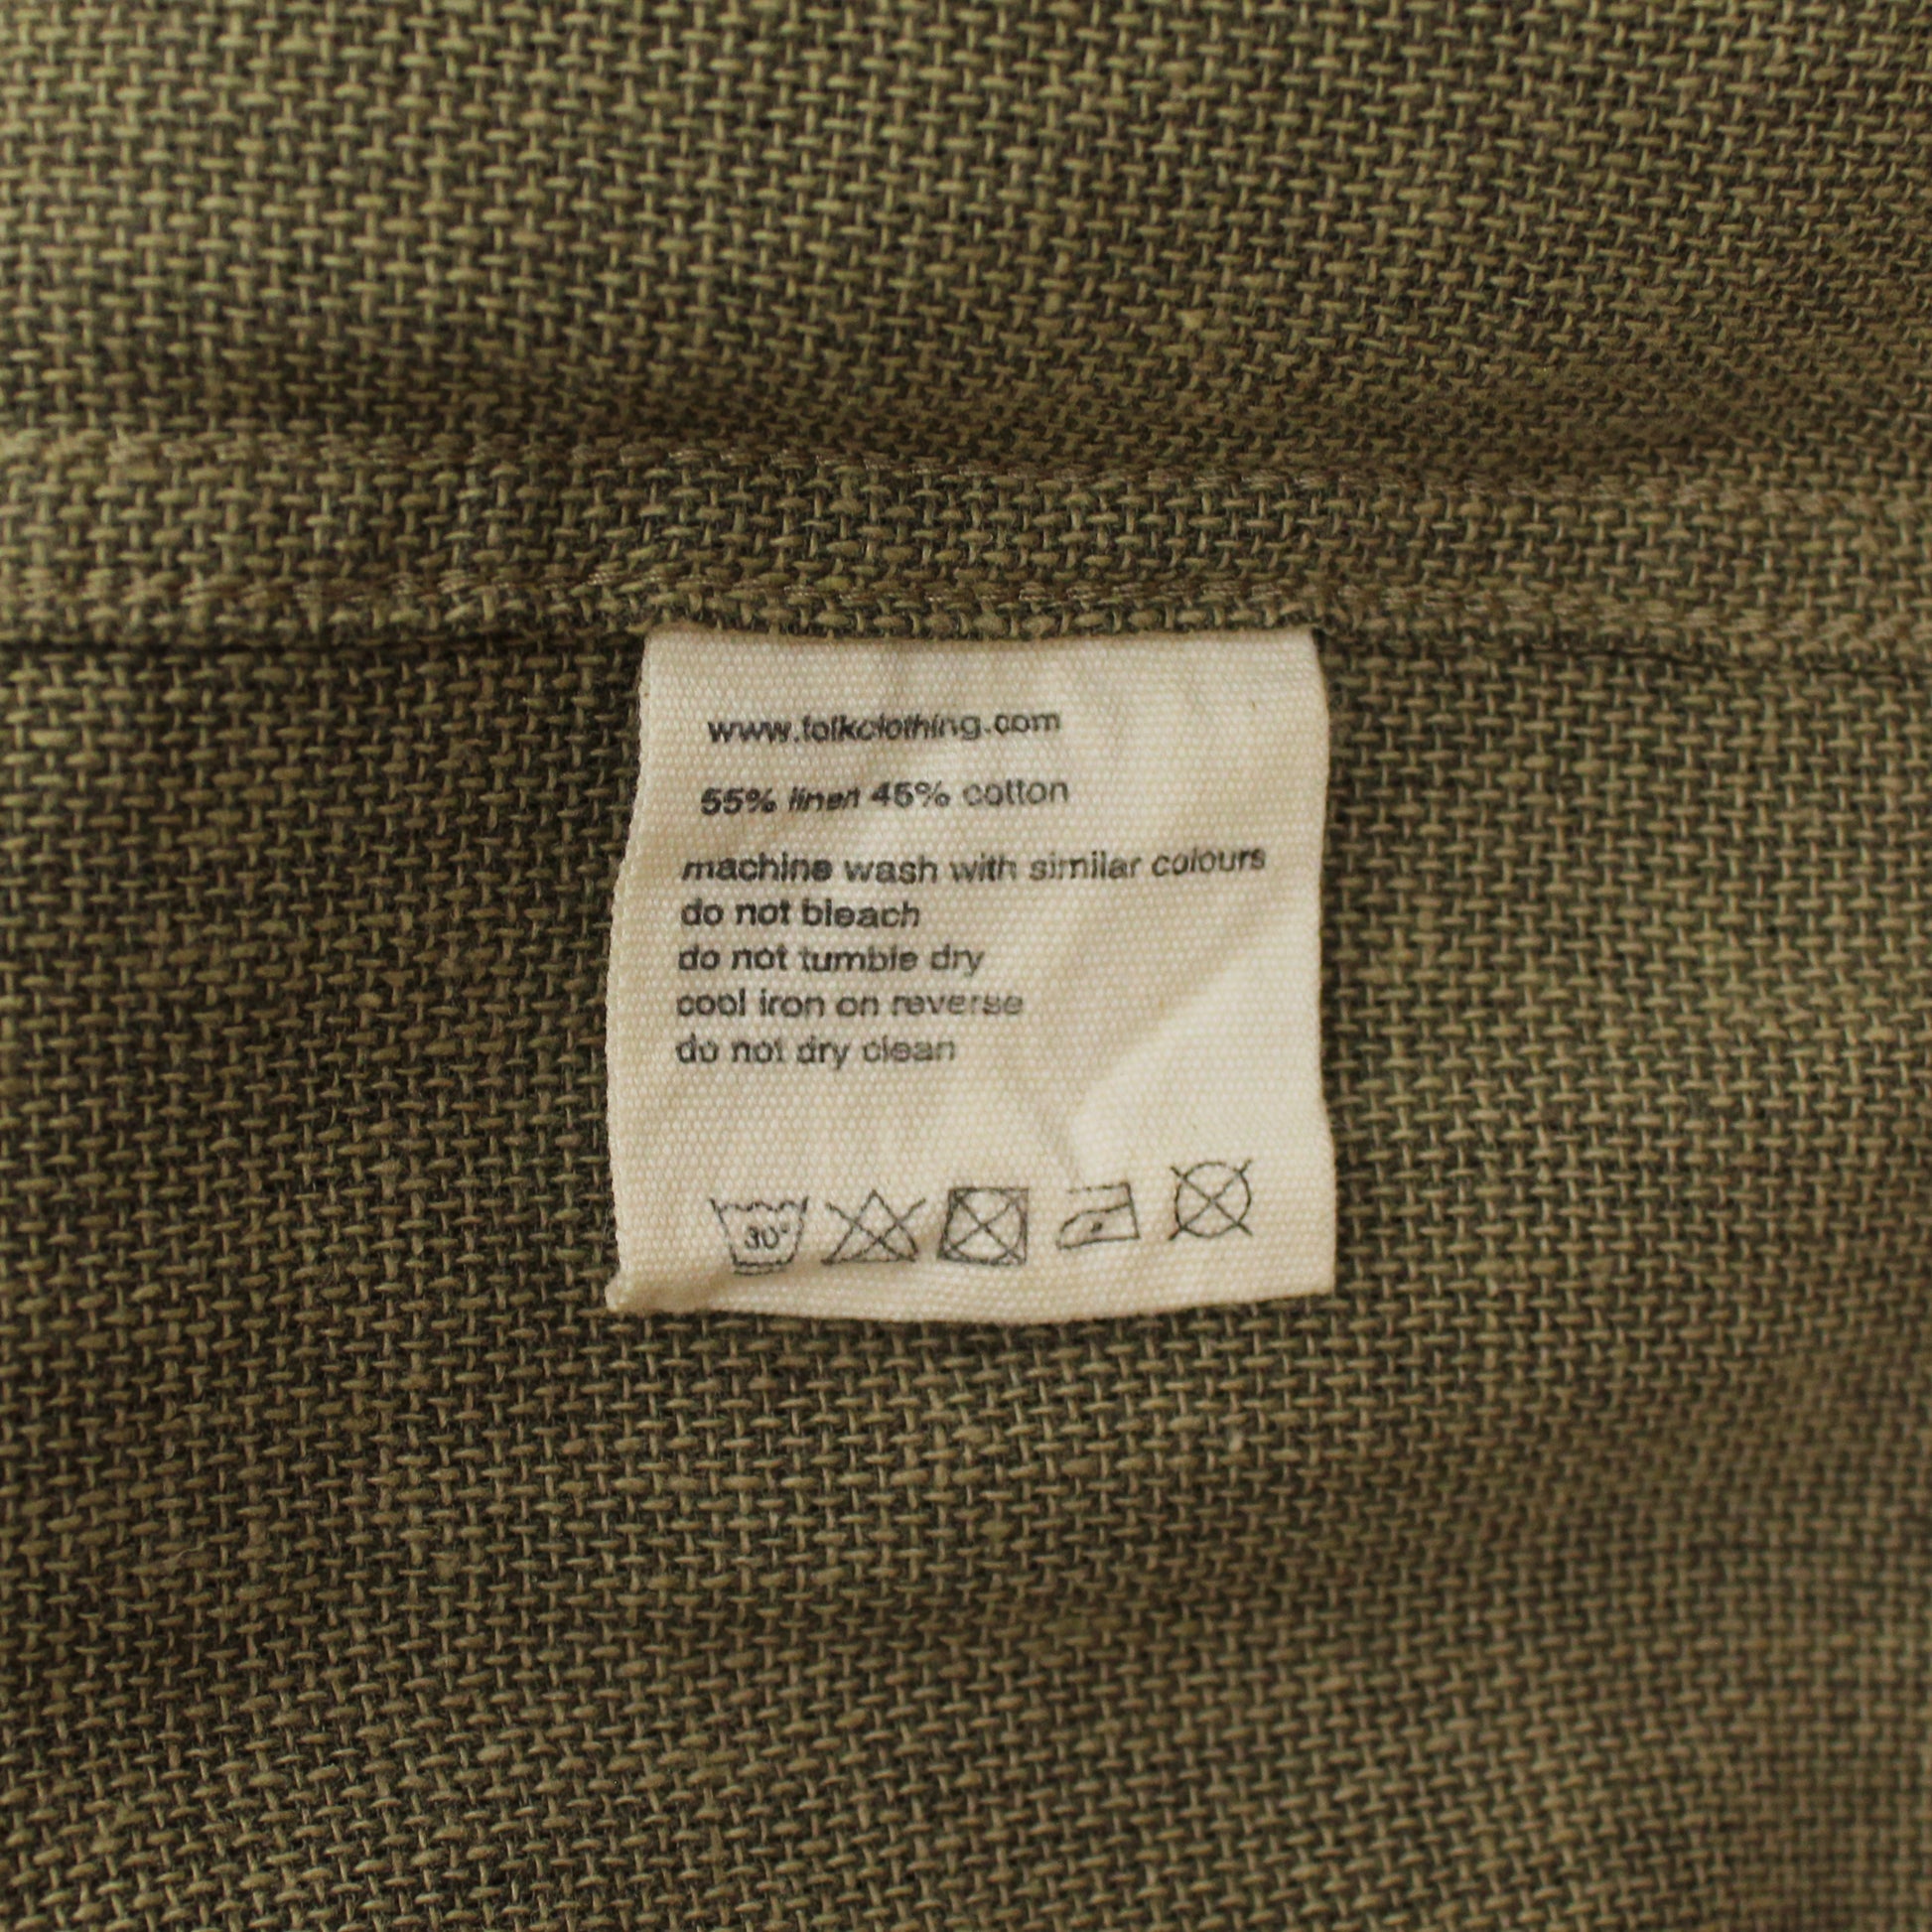 www.folkclothing.com
55% linen 45% cotton
machine wash with similar colours
do not bleach
do not tumble dry
cool iron on reverse
do not dry clean
30°